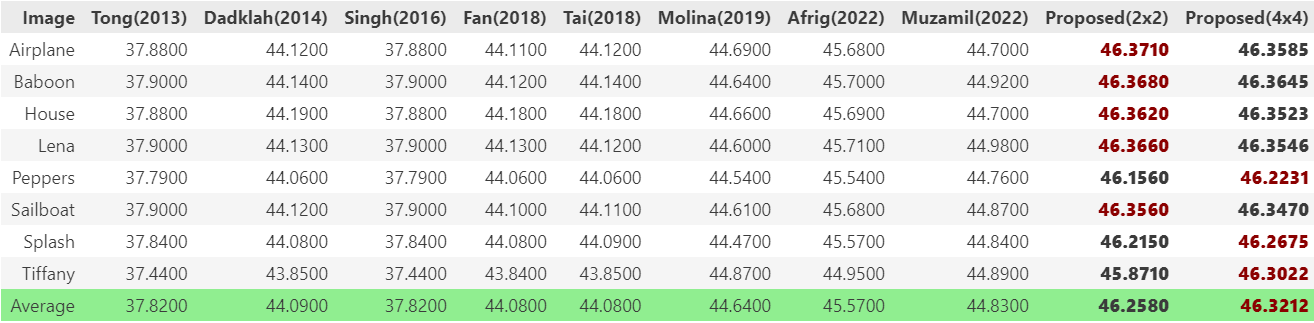 Image Tong(2013) Dadklah(2014) Singh(2016) Fan(2018) Tai(2018) Molina(2019) Afrig(2022) Muzamil(2022) Proposed(2x2) Proposed(4x4)
Airplane 37.8800 44.1200 37.8800 44.1100 44.1200 44.6900 45.6800 44.7000 46.3710 46.3585
Baboon 37.9000 44.1400 37.9000 44.1200 44.1400 44.6400 45.7000 44.9200 46.3680 46.3645
House 37.8800 44.1900 37.8800 44.1800 44.1800 44.6600 45.6900 44.7000 46.3620 46.3523
Lena 37.9000 44.1300 37.9000 44.1300 44.1200 44.6000 45.7100 44.9800 46.3660 46.3546
Peppers 37.7900 44.0600 37.7900 44.0600 44.0600 44.5400 45.5400 44.7600 46.1560 46.2231
Sailboat 37.9000 44.1200 37.9000 44.1000 44.1100 44.6100 45.6800 44.8700 46.3560 46.3470
Splash 37.8400 44.0800 37.8400 44.0800 44.0900 44.4700 45.5700 44.8400 46.2150 46.2675
Tiffany 37.4400 43.8500 37.4400 43.8400 43.8500 44.8700 44.9500 44.8900 45.8710 46.3022
Average 37.8200 44.0900 37.8200 44.0800 44.0800 44.6400 45.5700 44.8300 46.2580 46.3212